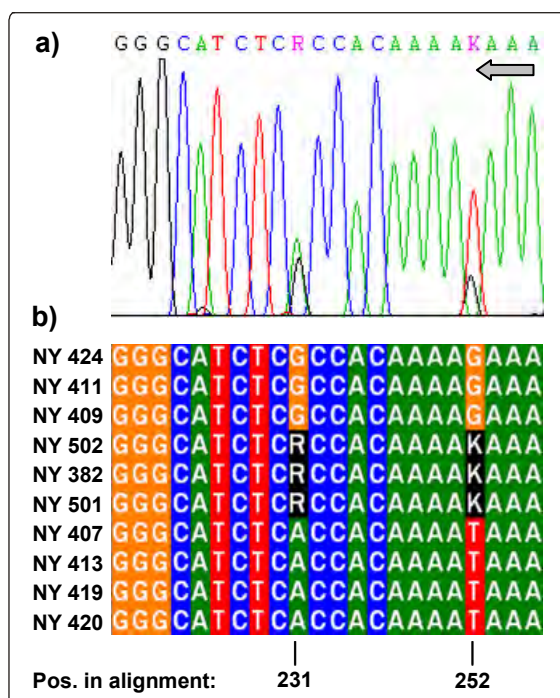 a)
G G G C A T C T C R C C A C A A A A K A A A
b)
NY 424 GGGCATCTCGCCACAAAAGAAA
NY 411 GGGCATCTCGCCACAAAAGAAA
NY 409 GGGCATCTCGCCACAAAAGAAA
NY 502 GGGCATCTCRCCACAAAAKAAA
NY 382 GGGCATCTCRCCACAAAAKAAA
NY 501 GGGCATCTCRCCACAAAAKAAA
NY 407 GGGCATCTCACCACAAAATAAA
NY 413 GGGCATCTCACCACAAAATAAA
NY 419 GGGCATCTCACCACAAAATAAA
NY 420 GGGCATCTCACCACAAAATAAA
Pos. in alignment: 231 252